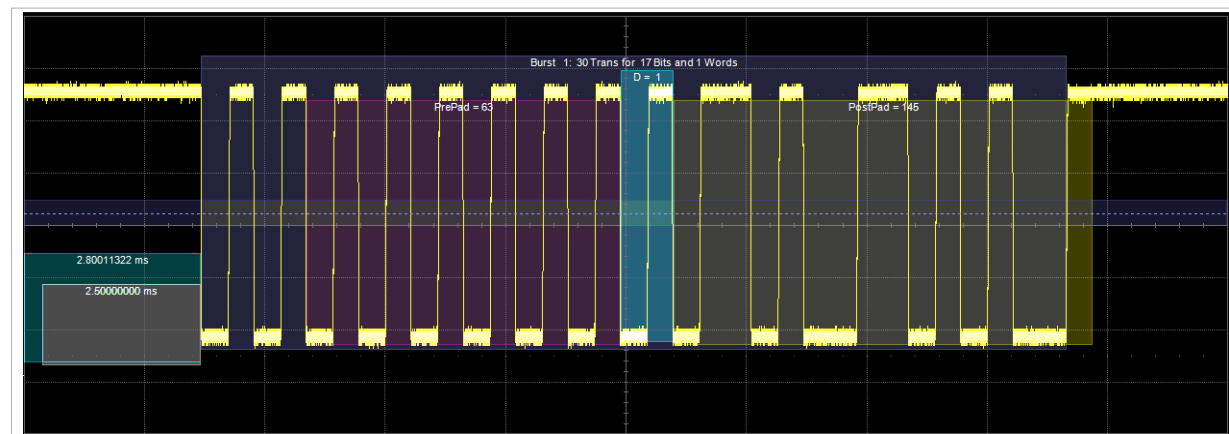 Burst 1: 30 Trans for 17 Bits and 1 Words
D = 1
PrePad = 63
PostPad = 145
2.80011322 ms
2.50000000 ms